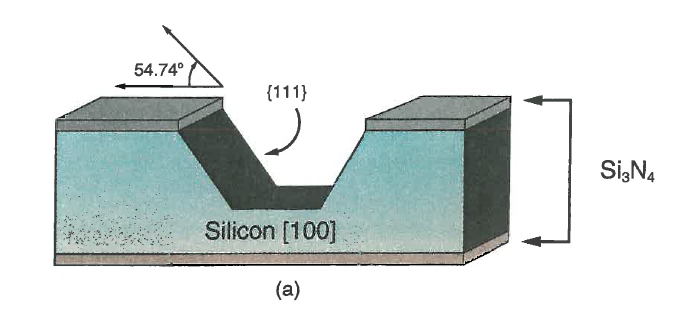 54.74°
{111}
Si₃N₄
Silicon [100]
(a)